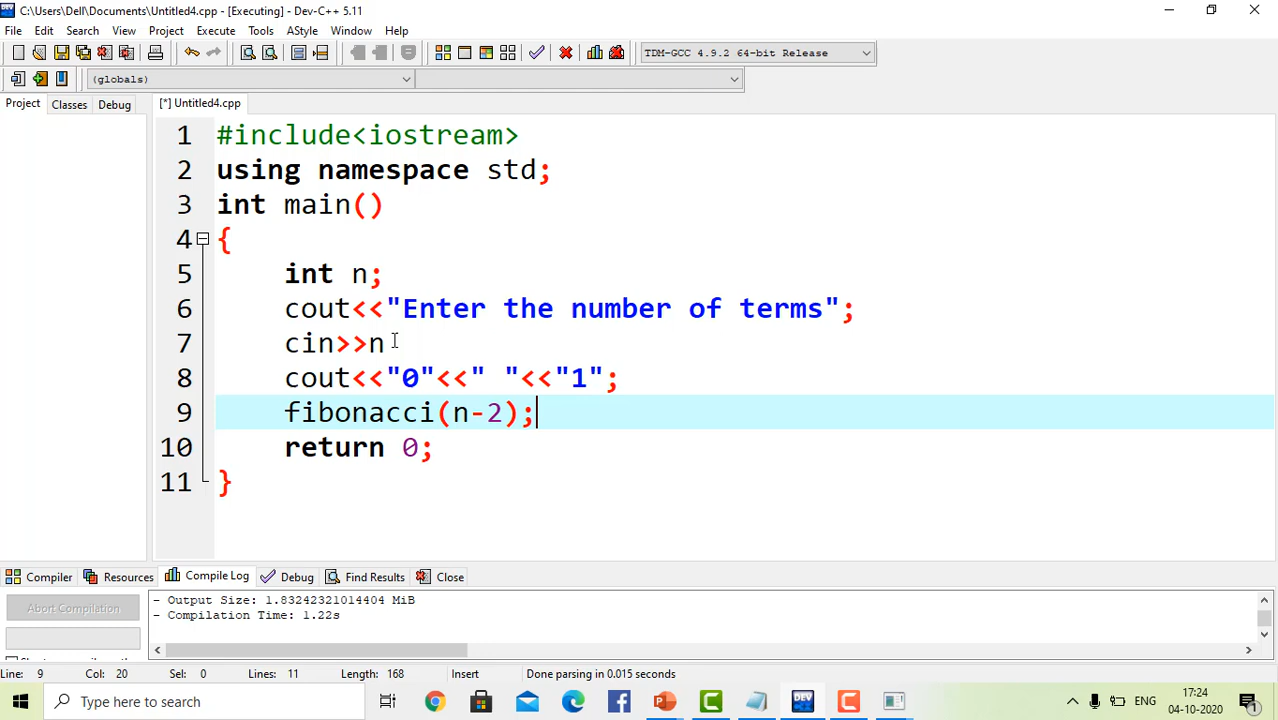 C:\Users\Dell\Documents\Untitled4.cpp - [Executing] - Dev-C++ 5.11
File Edit Search View Project Execute Tools AStyle Window Help
TDM-GCC 4.9.2 64-bit Release
(globals)
Project Classes Debug [*] Untitled4.cpp
1 #include<iostream>
2 using namespace std;
3 int main()
4 {
5 int n;
6 cout<<"Enter the number of terms";
7 cin>>n
8 cout<<"0"<<" "<<"1";
9 fibonacci(n-2);
10 return 0;
11 }
Compiler Resources Compile Log Debug Find Results Close
Abort Compilation
- Output Size: 1.83242321014404 MiB
- Compilation Time: 1.22s
Line: 9 Col: 20 Sel: 0 Lines: 11 Length: 168 Insert Done parsing in 0.015 seconds
Type here to search
ENG
17:24
04-10-2020
1